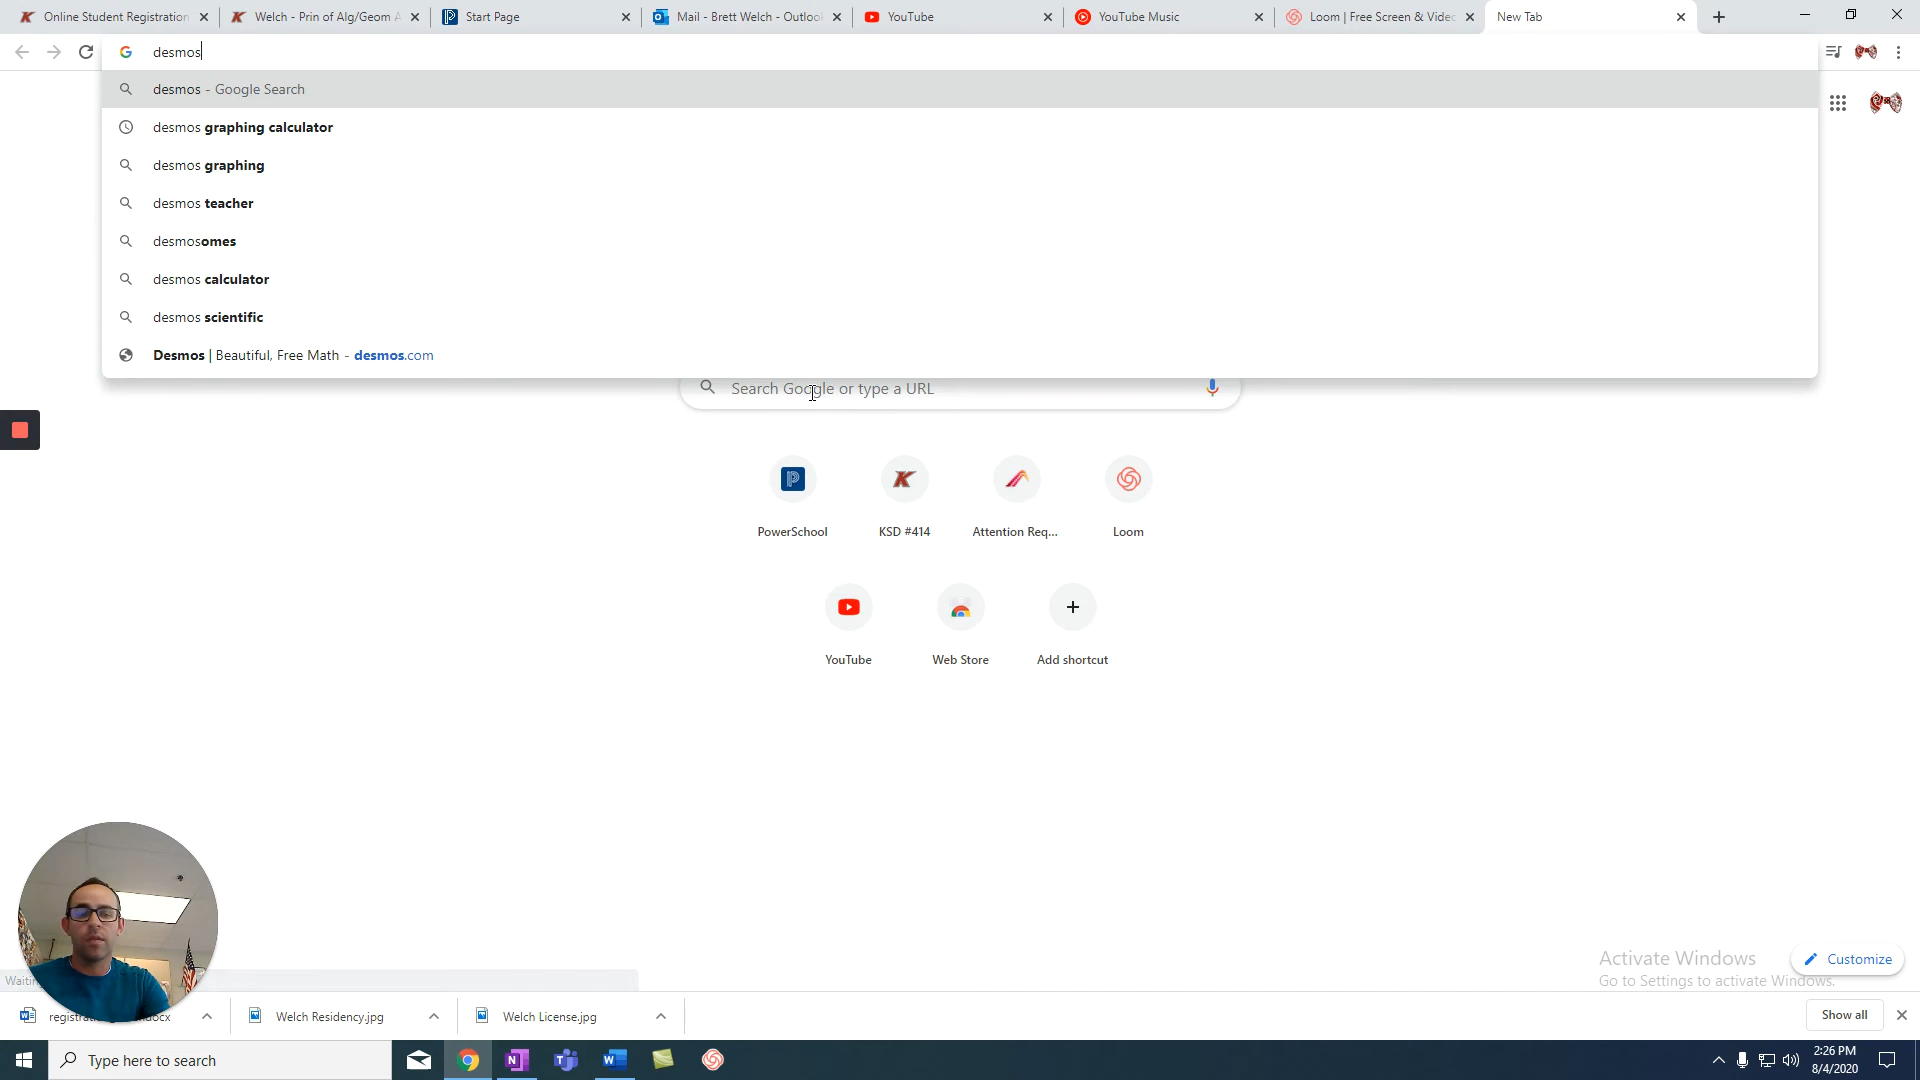 Online Student Registration
Welch - Prin of Alg/Geom A
Start Page
Mail - Brett Welch - Outloo
YouTube
YouTube Music
Loom | Free Screen & Video
New Tab
desmos
desmos - Google Search
desmos graphing calculator
desmos graphing
desmos teacher
desmosomes
desmos calculator
desmos scientific
Desmos | Beautiful, Free Math - desmos.com
Search Google or type a URL
PowerSchool
KSD #414
Attention Req...
Loom
YouTube
Web Store
Add shortcut
Activate Windows
Go to Settings to activate Windows.
Customize
Welch Residency.jpg
Welch License.jpg
Show all
Type here to search
2:26 PM
8/4/2020